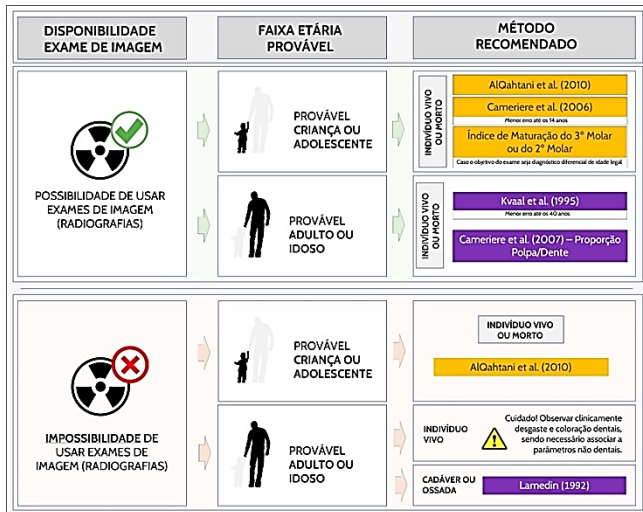 DISPONIBILIDADE
EXAME DE IMAGEM
FAIXA ETÁRIA
PROVÁVEL
MÉTODO
RECOMENDADO
POSSIBILIDADE DE USAR
EXAMES DE IMAGEM
(RADIOGRAFIAS)
PROVÁVEL
CRIANÇA OU
ADOLESCENTE
INDIVÍDUO VIVO
OU MORTO
AlQahtani et al. (2010)
Cameriere et al. (2006)
Menor erro até os 14 anos
Índice de Maturação do 3° Molar
ou do 2° Molar
Caso o objetivo do exame seja diagnóstico diferencial de idade legal
PROVÁVEL
ADULTO OU
IDOSO
INDIVÍDUO VIVO
OU MORTO
Kvaal et al. (1995)
Menor erro até os 40 anos
Cameriere et al. (2007) – Proporção
Polpa/Dente
IMPOSSIBILIDADE DE
USAR EXAMES DE
IMAGEM (RADIOGRAFIAS)
PROVÁVEL
CRIANÇA OU
ADOLESCENTE
INDIVÍDUO VIVO
OU MORTO
AlQahtani et al. (2010)
PROVÁVEL
ADULTO OU
IDOSO
INDIVÍDUO
VIVO
Cuidado! Observar clinicamente
desgaste e coloração dentais,
sendo necessário associar a
parâmetros não dentais.
CADÁVER OU
OSSADA
Lamedin (1992)